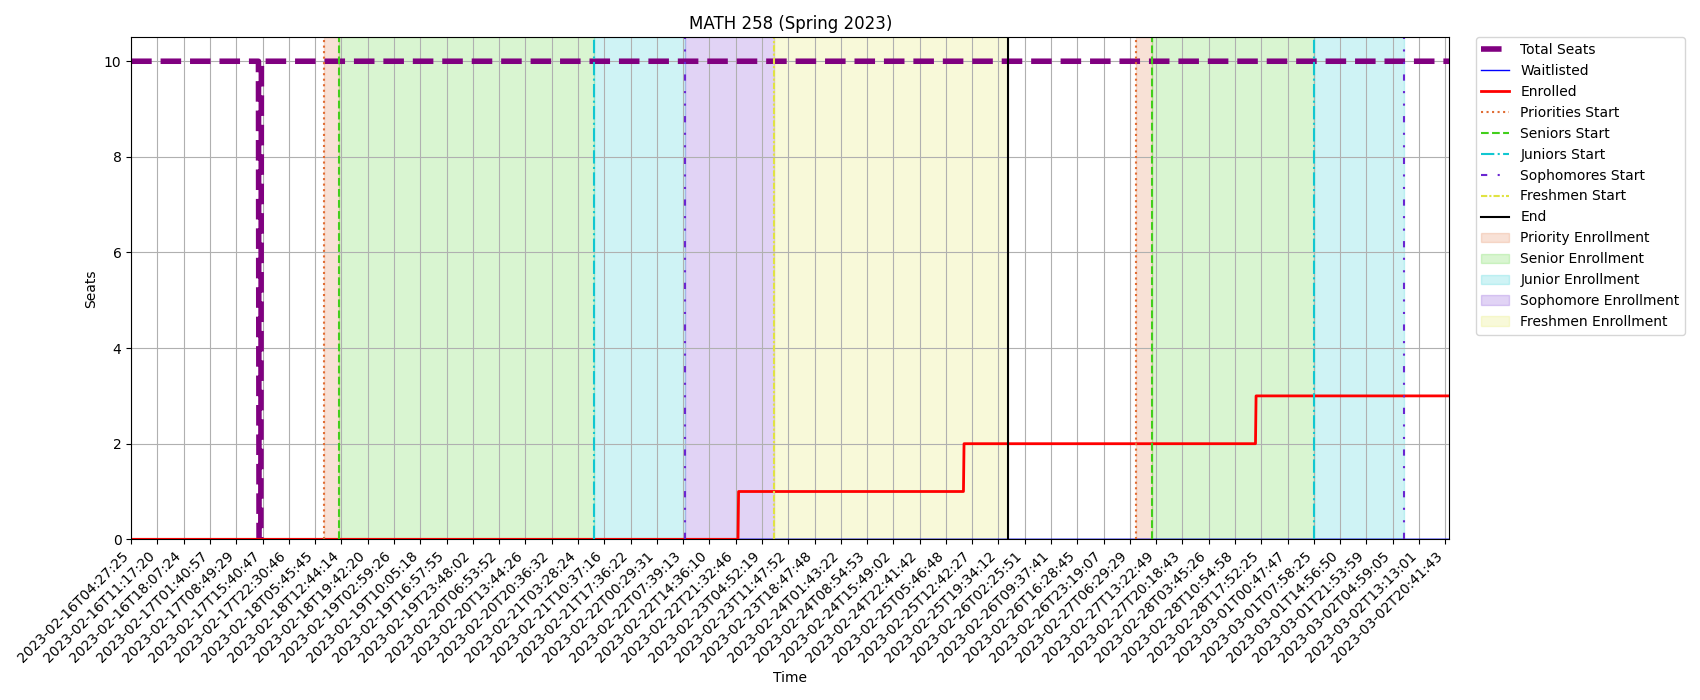 MATH 258 (Spring 2023)
10
8
6
4
2
0
Seats
2023-02-16T04:27:25
2023-02-16T11:17:20
2023-02-16T18:07:24
2023-02-17T01:40:57
2023-02-17T08:49:29
2023-02-17T15:40:47
2023-02-17T22:30:46
2023-02-18T05:45:45
2023-02-18T12:44:14
2023-02-18T19:42:20
2023-02-19T02:59:26
2023-02-19T10:05:18
2023-02-19T16:57:55
2023-02-19T23:48:02
2023-02-20T06:53:52
2023-02-20T13:44:26
2023-02-20T20:36:32
2023-02-21T03:28:24
2023-02-21T10:37:16
2023-02-21T17:36:22
2023-02-22T00:29:31
2023-02-22T07:39:13
2023-02-22T14:36:10
2023-02-22T21:32:46
2023-02-23T04:52:19
2023-02-23T11:47:52
2023-02-23T18:47:48
2023-02-24T01:43:22
2023-02-24T08:54:53
2023-02-24T15:49:02
2023-02-24T22:41:42
2023-02-25T05:46:48
2023-02-25T12:42:27
2023-02-25T19:34:12
2023-02-26T02:25:51
2023-02-26T09:37:41
2023-02-26T16:28:45
2023-02-26T23:19:07
2023-02-27T06:29:29
2023-02-27T13:22:49
2023-02-27T20:18:43
2023-02-28T03:45:26
2023-02-28T10:54:58
2023-02-28T17:52:25
2023-03-01T00:47:47
2023-03-01T07:58:25
2023-03-01T14:56:50
2023-03-01T21:53:59
2023-03-02T04:59:05
2023-03-02T13:13:01
2023-03-02T20:41:43
Time
Total Seats
Waitlisted
Enrolled
Priorities Start
Seniors Start
Juniors Start
Sophomores Start
Freshmen Start
End
Priority Enrollment
Senior Enrollment
Junior Enrollment
Sophomore Enrollment
Freshmen Enrollment